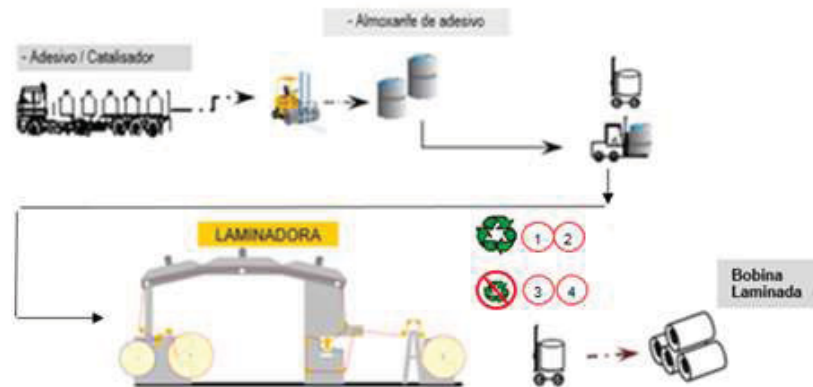 - Almoxarife de adesivo
- Adesivo / Catalisador
LAMINADORA
1 2
3 4
Bobina
Laminada